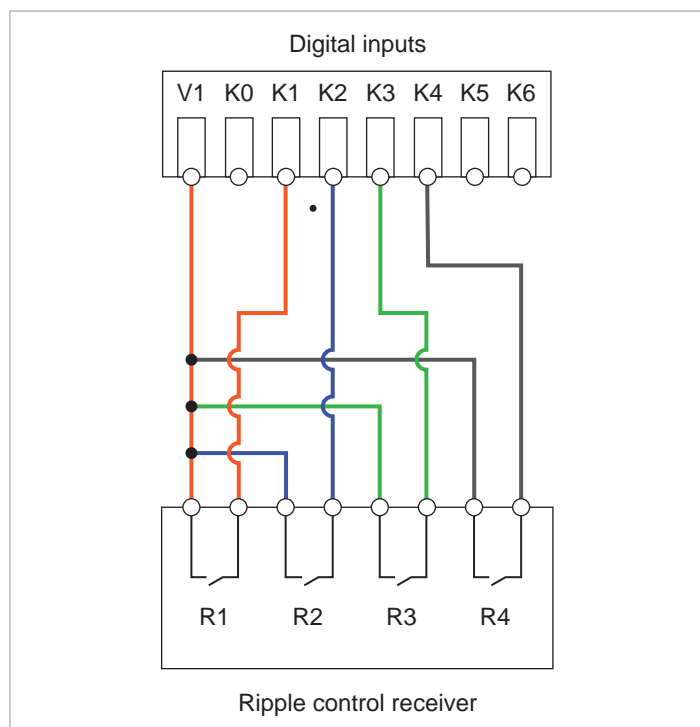 Digital inputs
V1 K0 K1 K2 K3 K4 K5 K6
R1 R2 R3 R4
Ripple control receiver